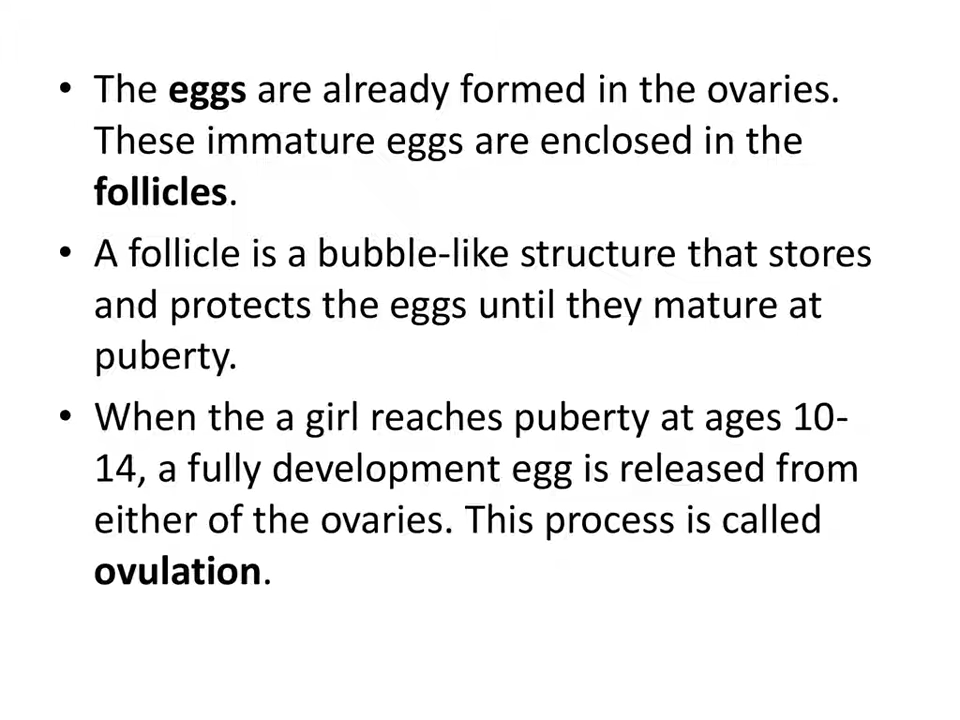 • The eggs are already formed in the ovaries.
These immature eggs are enclosed in the
follicles.
• A follicle is a bubble-like structure that stores
and protects the eggs until they mature at
puberty.
• When the a girl reaches puberty at ages 10-
14, a fully development egg is released from
either of the ovaries. This process is called
ovulation.